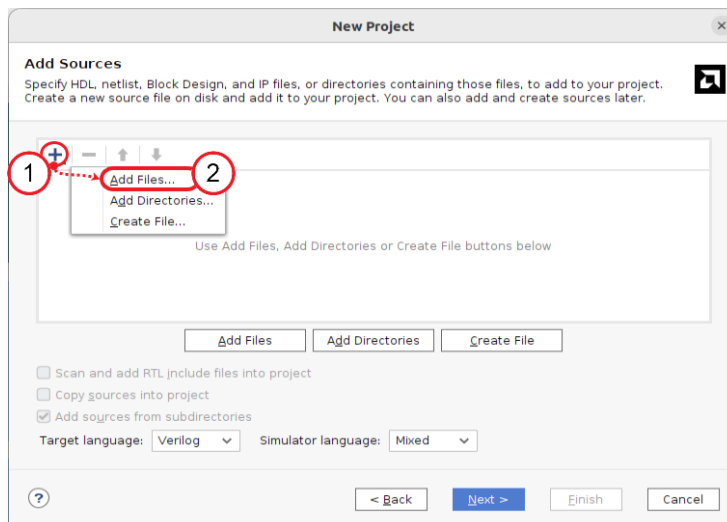 New Project
Add Sources
Specify HDL, netlist, Block Design, and IP files, or directories containing those files, to add to your project.
Create a new source file on disk and add it to your project. You can also add and create sources later.
1
Add Files...
2
Add Directories...
Create File...
Use Add Files, Add Directories or Create File buttons below
Add Files
Add Directories
Create File
Scan and add RTL include files into project
Copy sources into project
Add sources from subdirectories
Target language: Verilog Simulator language: Mixed
? < Back Next > Finish Cancel